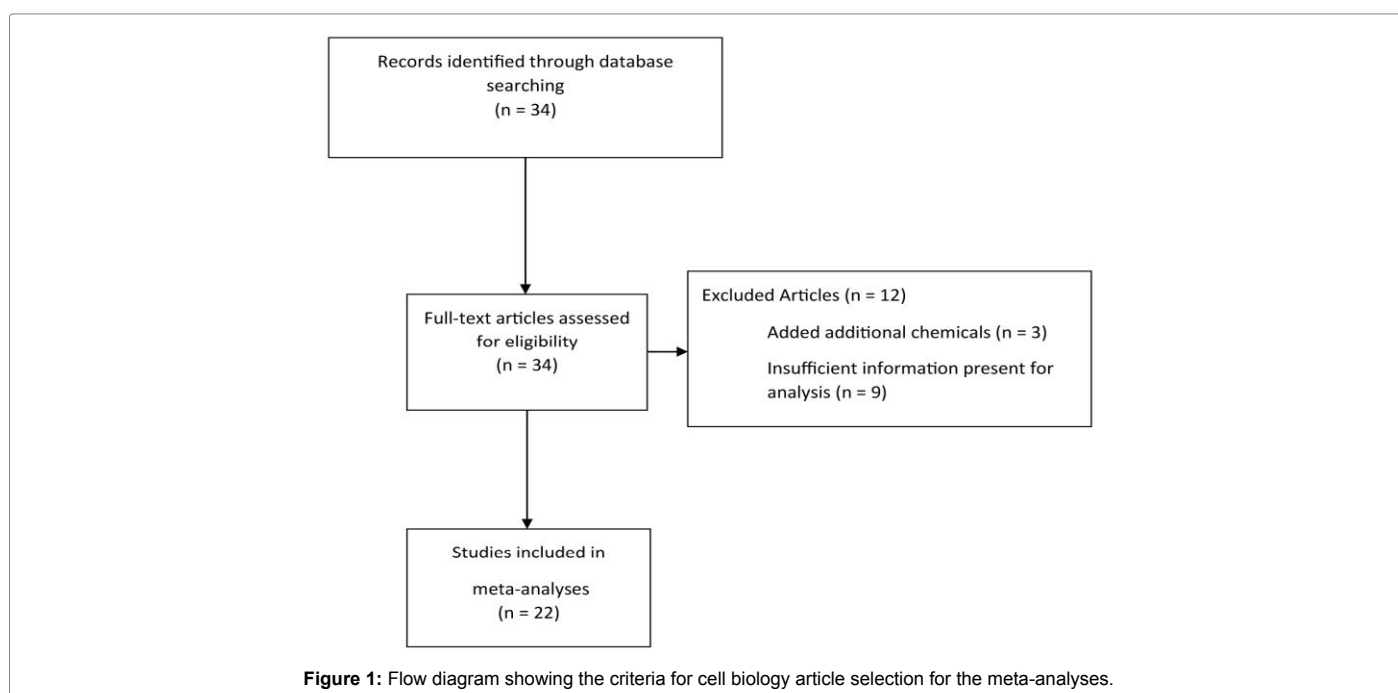 Records identified through database
searching
(n = 34)
Full-text articles assessed
for eligibility
(n = 34)
Excluded Articles (n = 12)
Added additional chemicals (n = 3)
Insufficient information present for
analysis (n = 9)
Studies included in
meta-analyses
(n = 22)
Figure 1: Flow diagram showing the criteria for cell biology article selection for the meta-analyses.